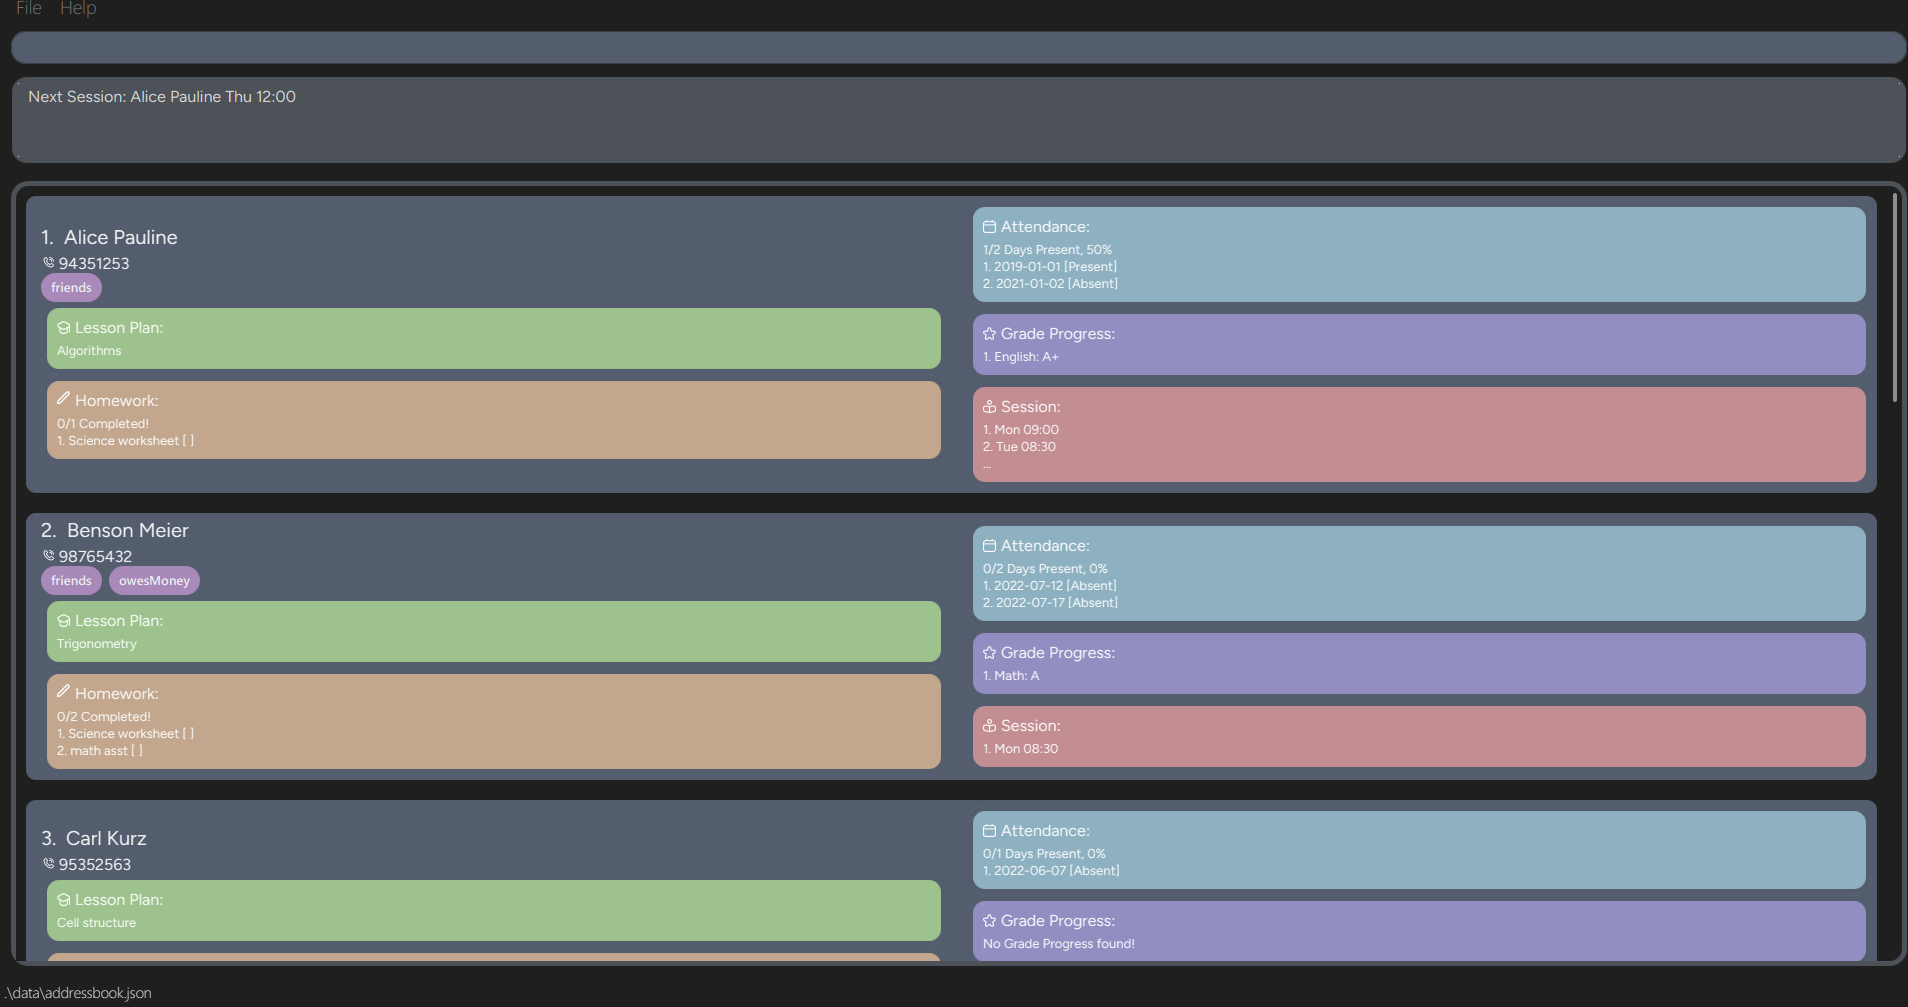 File Help
Next Session: Alice Pauline Thu 12:00
1. Alice Pauline
94351253
friends
Lesson Plan:
Algorithms
Homework:
0/1 Completed!
1. Science worksheet [ ]
Attendance:
1/2 Days Present, 50%
1. 2019-01-01 [Present]
2. 2021-01-02 [Absent]
Grade Progress:
1. English: A+
Session:
1. Mon 09:00
2. Tue 08:30
...
2. Benson Meier
98765432
friends owesMoney
Lesson Plan:
Trigonometry
Homework:
0/2 Completed!
1. Science worksheet [ ]
2. math asst [ ]
Attendance:
0/2 Days Present, 0%
1. 2022-07-12 [Absent]
2. 2022-07-17 [Absent]
Grade Progress:
1. Math: A
Session:
1. Mon 08:30
3. Carl Kurz
95352563
Lesson Plan:
Cell structure
Attendance:
0/1 Days Present, 0%
1. 2022-06-07 [Absent]
Grade Progress:
No Grade Progress found!
.\data\addressbook.json